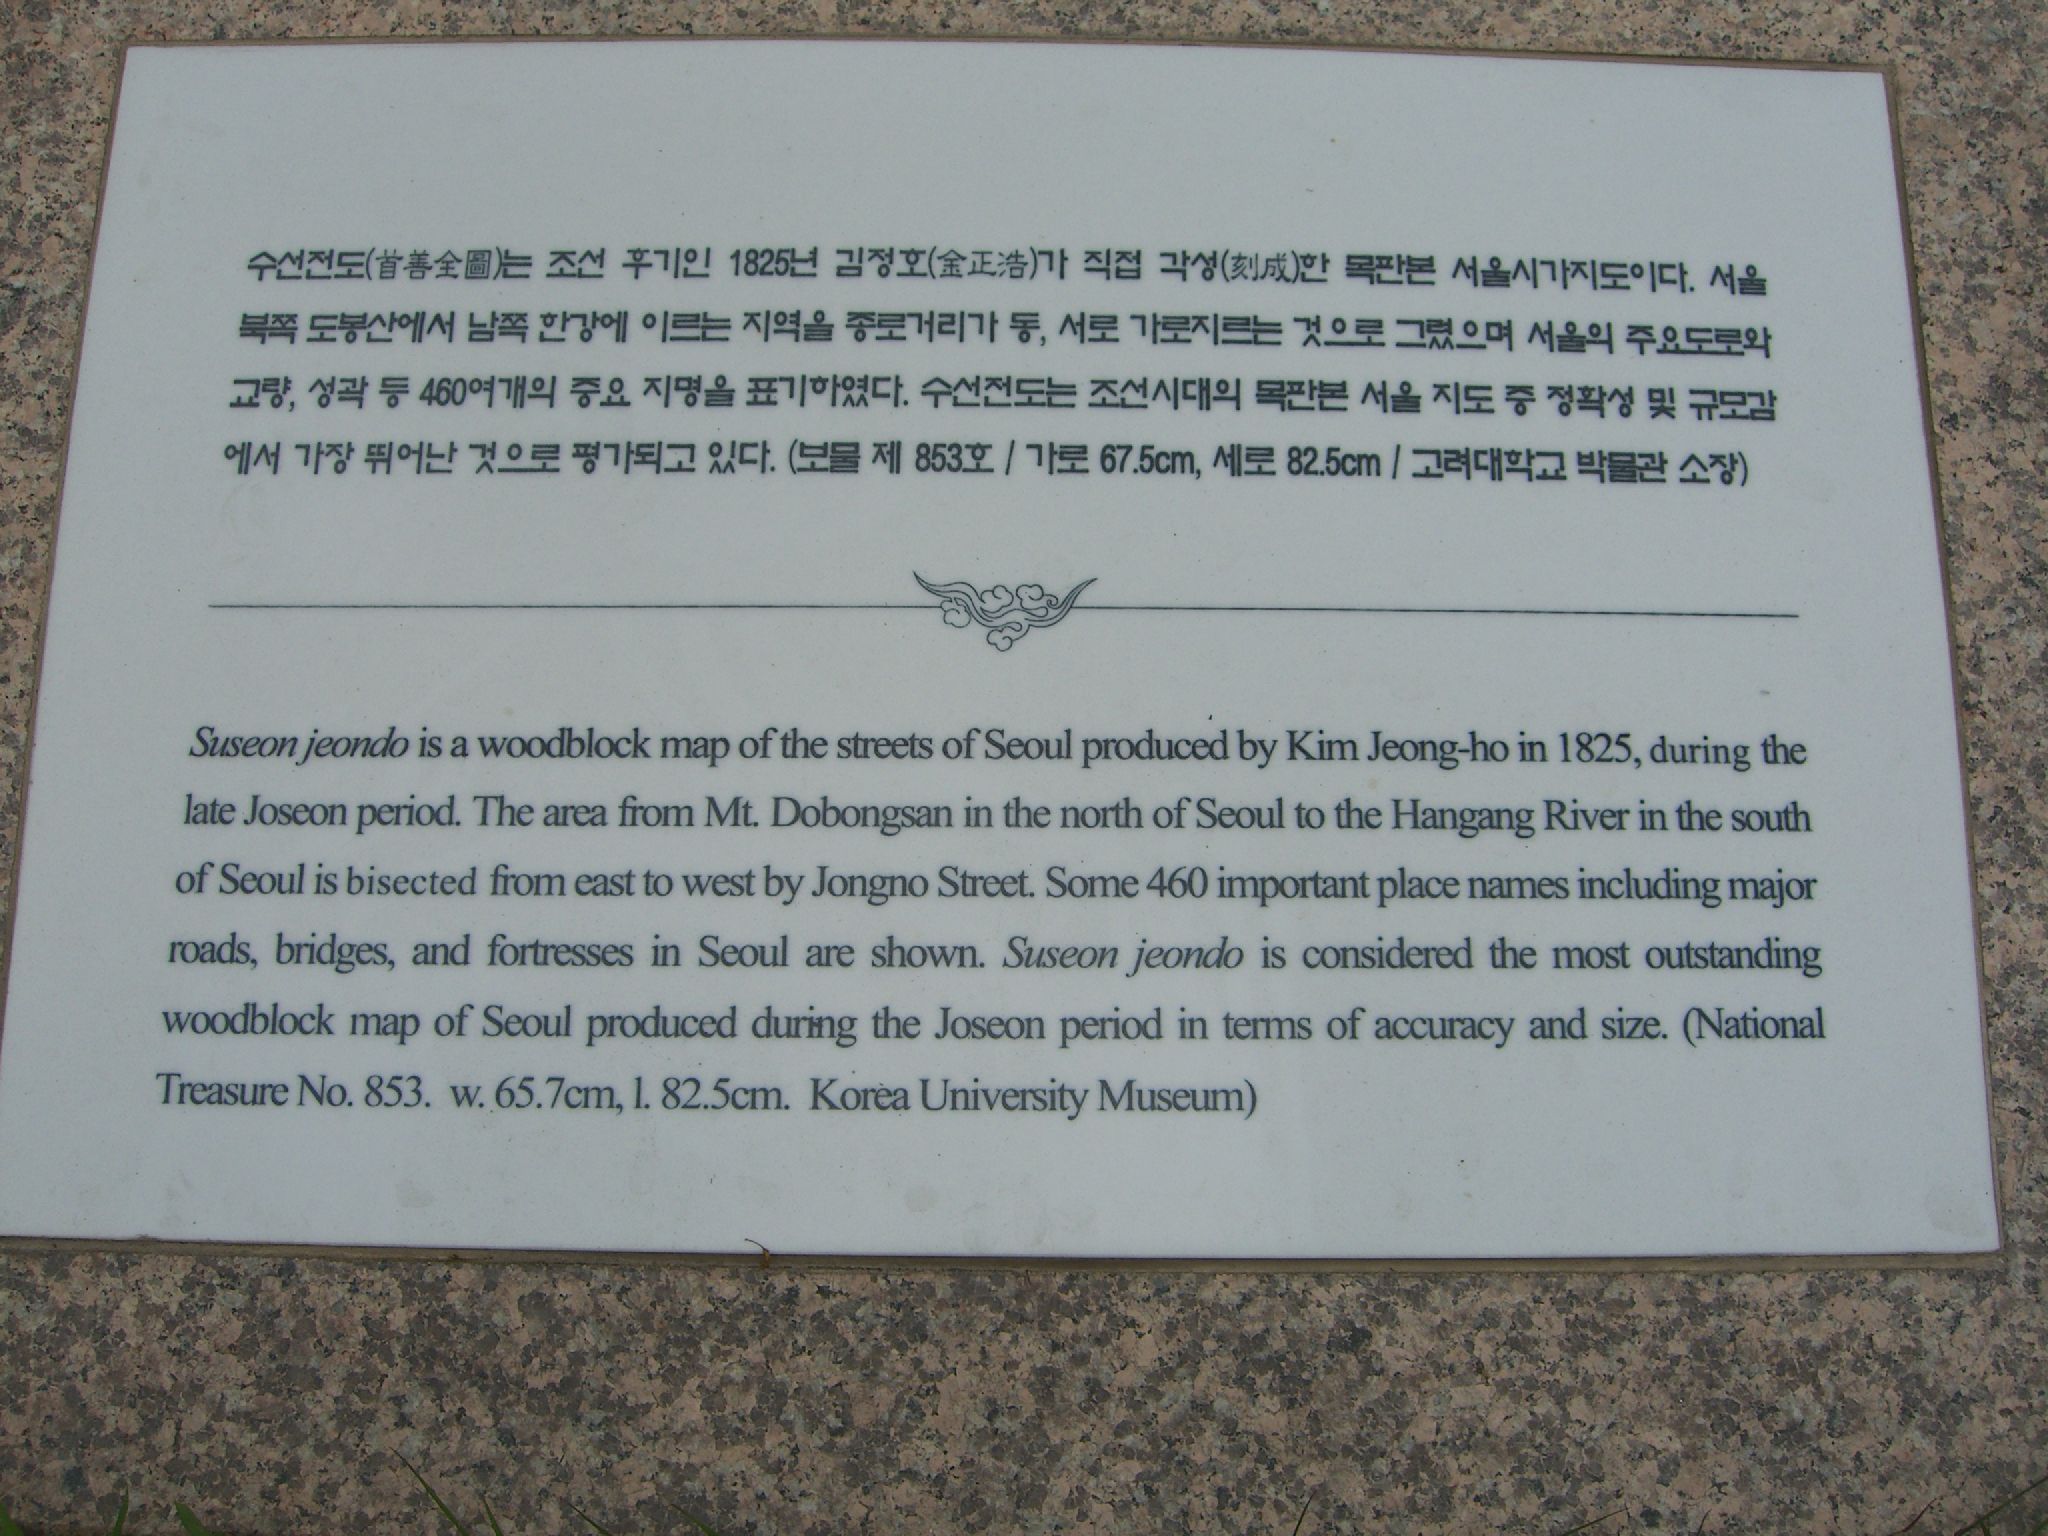 수선전도(首善全圖)는 조선 후기인 1825년 김정호(金正浩)가 직접 각성(刻成)한 목판본 서울시가지도이다. 서울
북쪽 도봉산에서 남쪽 한강에 이르는 지역을 종로거리가 동, 서로 가로지르는 것으로 그렸으며 서울의 주요도로와
교량, 성곽 등 460여개의 중요 지명을 표기하였다. 수선전도는 조선시대의 목판본 서울 지도 중 정확성 및 규모감
에서 가장 뛰어난 것으로 평가되고 있다. (보물 제 853호 / 가로 67.5cm, 세로 82.5cm / 고려대학교 박물관 소장)
Suseon jeondo is a woodblock map of the streets of Seoul produced by Kim Jeong-ho in 1825, during the
late Joseon period. The area from Mt. Dobongsan in the north of Seoul to the Hangang River in the south
of Seoul is bisected from east to west by Jongno Street. Some 460 important place names including major
roads, bridges, and fortresses in Seoul are shown. Suseon jeondo is considered the most outstanding
woodblock map of Seoul produced during the Joseon period in terms of accuracy and size. (National
Treasure No. 853. w. 65.7cm, l. 82.5cm. Korea University Museum)